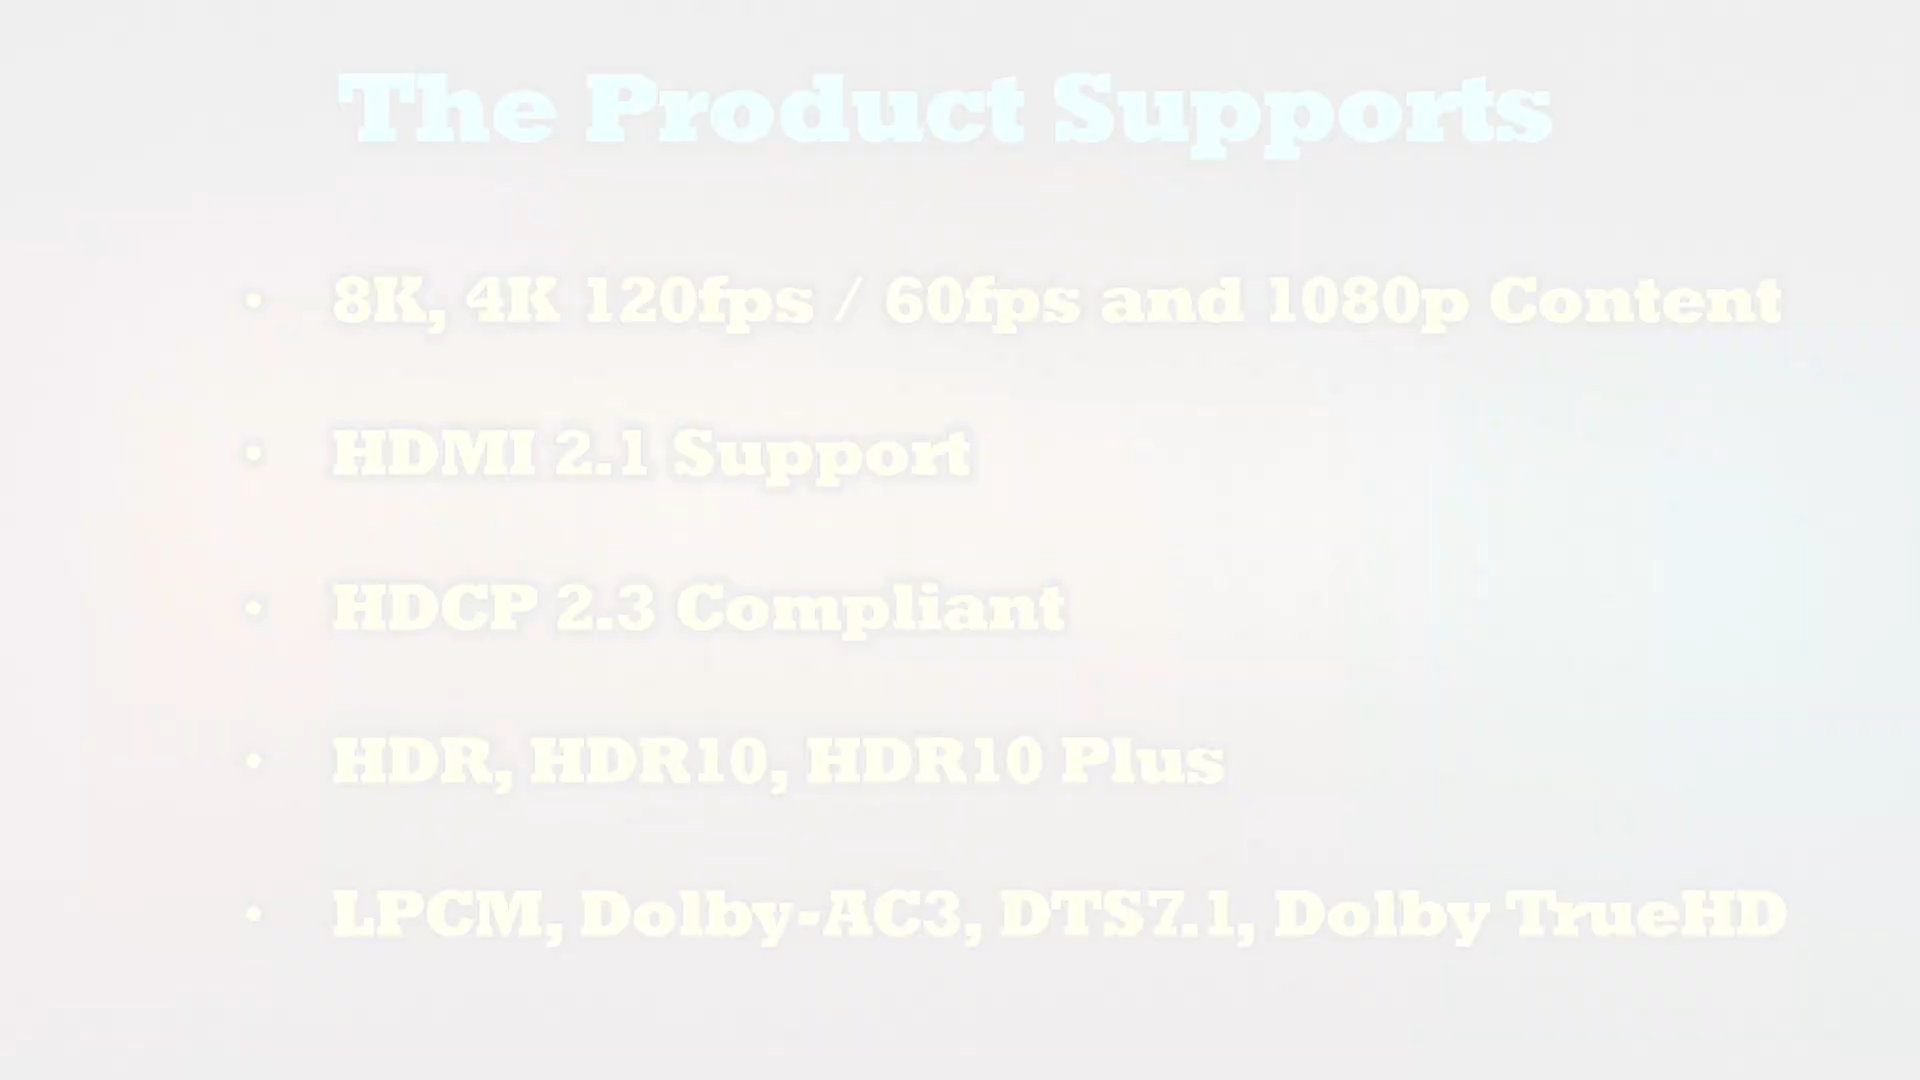 The Product Supports
• 8K, 4K 120fps / 60fps and 1080p Content
• HDMI 2.1 Support
• HDCP 2.3 Compliant
• HDR, HDR10, HDR10 Plus
• LPCM, Dolby-AC3, DTS7.1, Dolby TrueHD